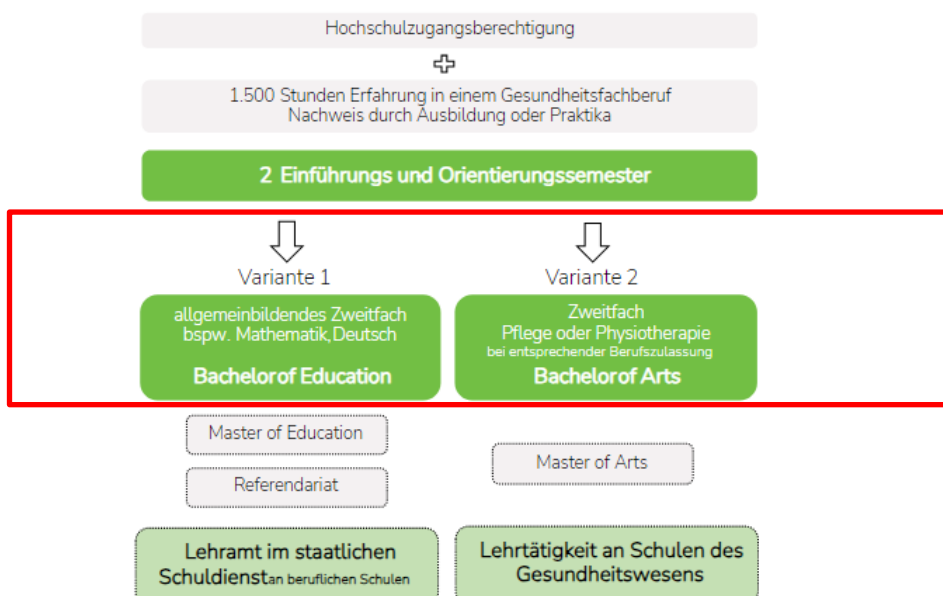 Hochschulzugangsberechtigung
1.500 Stunden Erfahrung in einem Gesundheitsfachberuf
Nachweis durch Ausbildung oder Praktika
2 Einführungs und Orientierungssemester
Variante 1
allgemeinbildendes Zweitfach
bspw. Mathematik,Deutsch
Bachelorof Education
Variante 2
Zweitfach
Pflege oder Physiotherapie
bei entsprechender Berufszulassung
Bachelorof Arts
Master of Education
Referendariat
Master of Arts
Lehramt im staatlichen
Schuldienstan beruflichen Schulen
Lehrtätigkeit an Schulen des
Gesundheitswesens